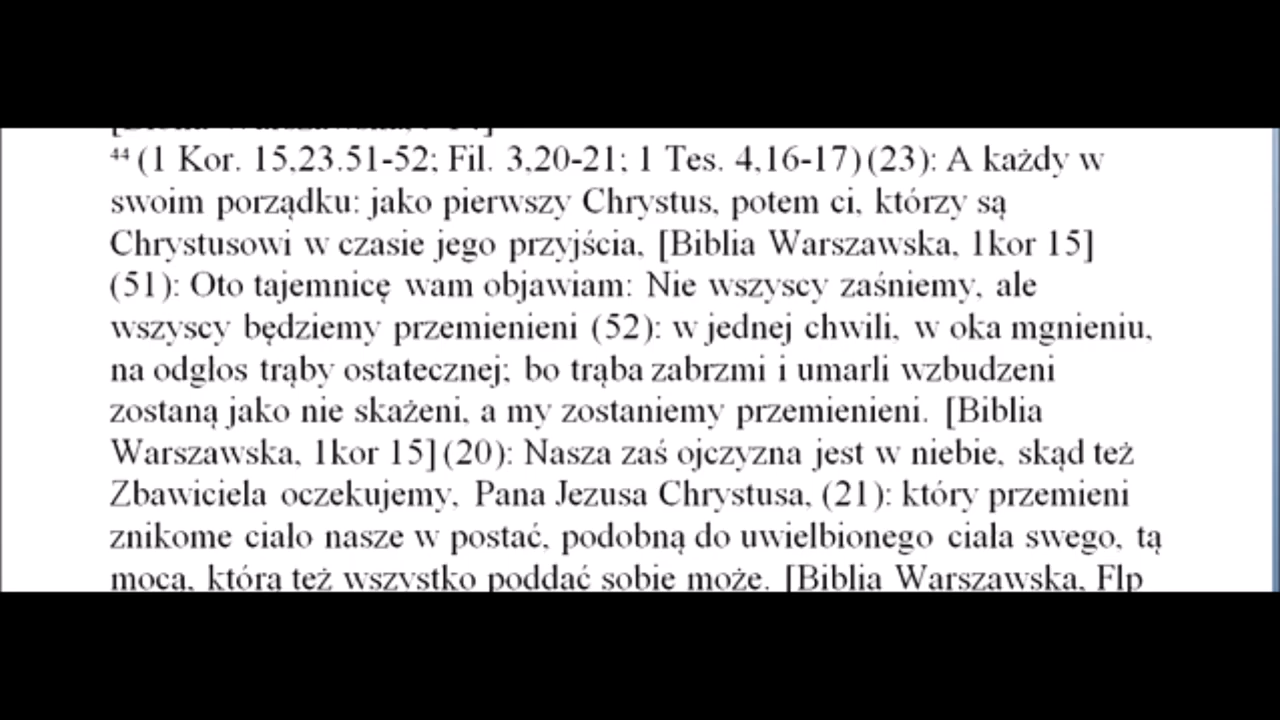 ⁴⁴ (1 Kor. 15,23.51-52; Fil. 3,20-21; 1 Tes. 4,16-17)(23): A każdy w
swoim porządku: jako pierwszy Chrystus, potem ci, którzy są
Chrystusowi w czasie jego przyjścia, [Biblia Warszawska, 1kor 15]
(51): Oto tajemnicę wam objawiam: Nie wszyscy zaśniemy, ale
wszyscy będziemy przemienieni (52): w jednej chwili, w oka mgnieniu,
na odgłos trąby ostatecznej; bo trąba zabrzmi i umarli wzbudzeni
zostaną jako nie skażeni, a my zostaniemy przemienieni. [Biblia
Warszawska, 1kor 15](20): Nasza zaś ojczyzna jest w niebie, skąd też
Zbawiciela oczekujemy, Pana Jezusa Chrystusa, (21): który przemieni
znikome ciało nasze w postać, podobną do uwielbionego ciała swego, tą
mocą, którą też wszystko poddać sobie może. [Biblia Warszawska, Flp